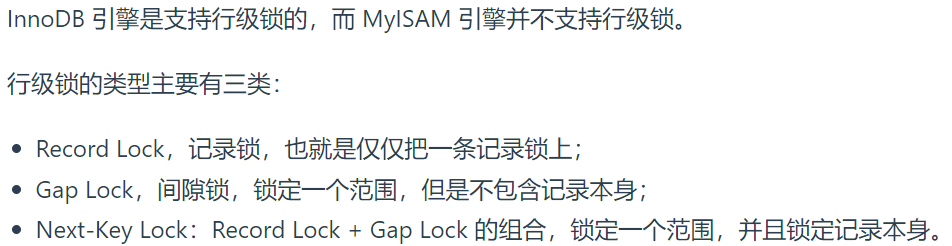 InnoDB 引擎是支持行级锁的，而 MyISAM 引擎并不支持行级锁。
行级锁的类型主要有三类：
• Record Lock，记录锁，也就是仅仅把一条记录锁上；
• Gap Lock，间隙锁，锁定一个范围，但是不包含记录本身；
• Next-Key Lock：Record Lock + Gap Lock 的组合，锁定一个范围，并且锁定记录本身。